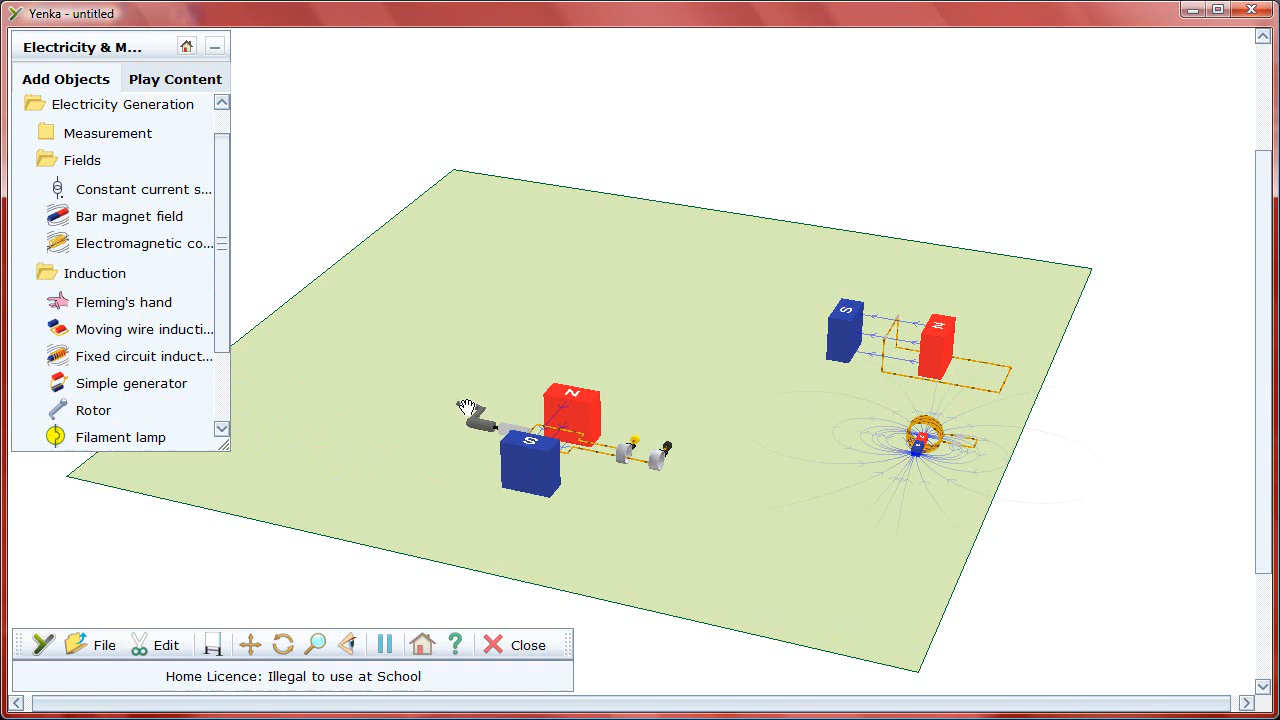 Yenka - untitled
Electricity & M...
Add Objects Play Content
Electricity Generation
Measurement
Fields
Constant current s...
Bar magnet field
Electromagnetic co...
Induction
Fleming's hand
Moving wire inducti...
Fixed circuit induct...
Simple generator
Rotor
Filament lamp
S
N
N
S
File Edit Close
Home Licence: Illegal to use at School